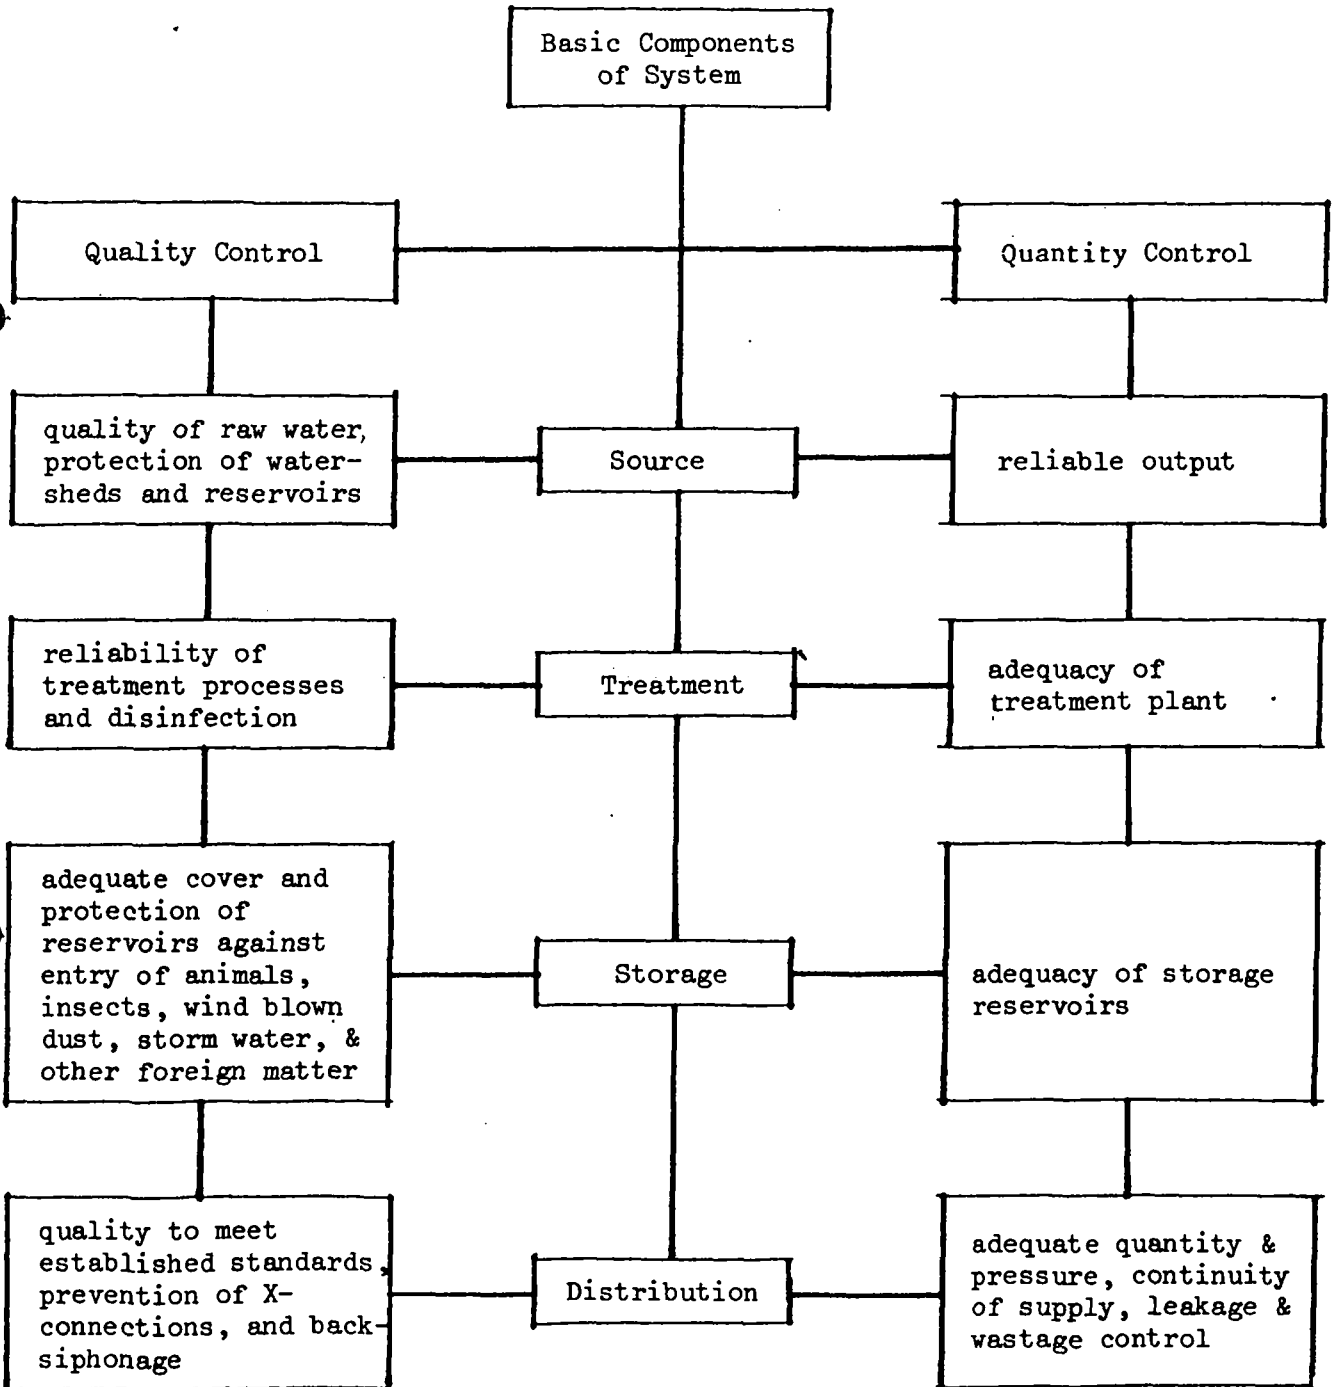 Basic Components
of System
Quality Control
Quantity Control
quality of raw water,
protection of water-
sheds and reservoirs
Source
reliable output
reliability of
treatment processes
and disinfection
Treatment
adequacy of
treatment plant
adequate cover and
protection of
reservoirs against
entry of animals,
insects, wind blown
dust, storm water, &
other foreign matter
Storage
adequacy of storage
reservoirs
quality to meet
established standards,
prevention of X-
connections, and back-
siphonage
Distribution
adequate quantity &
pressure, continuity
of supply, leakage &
wastage control